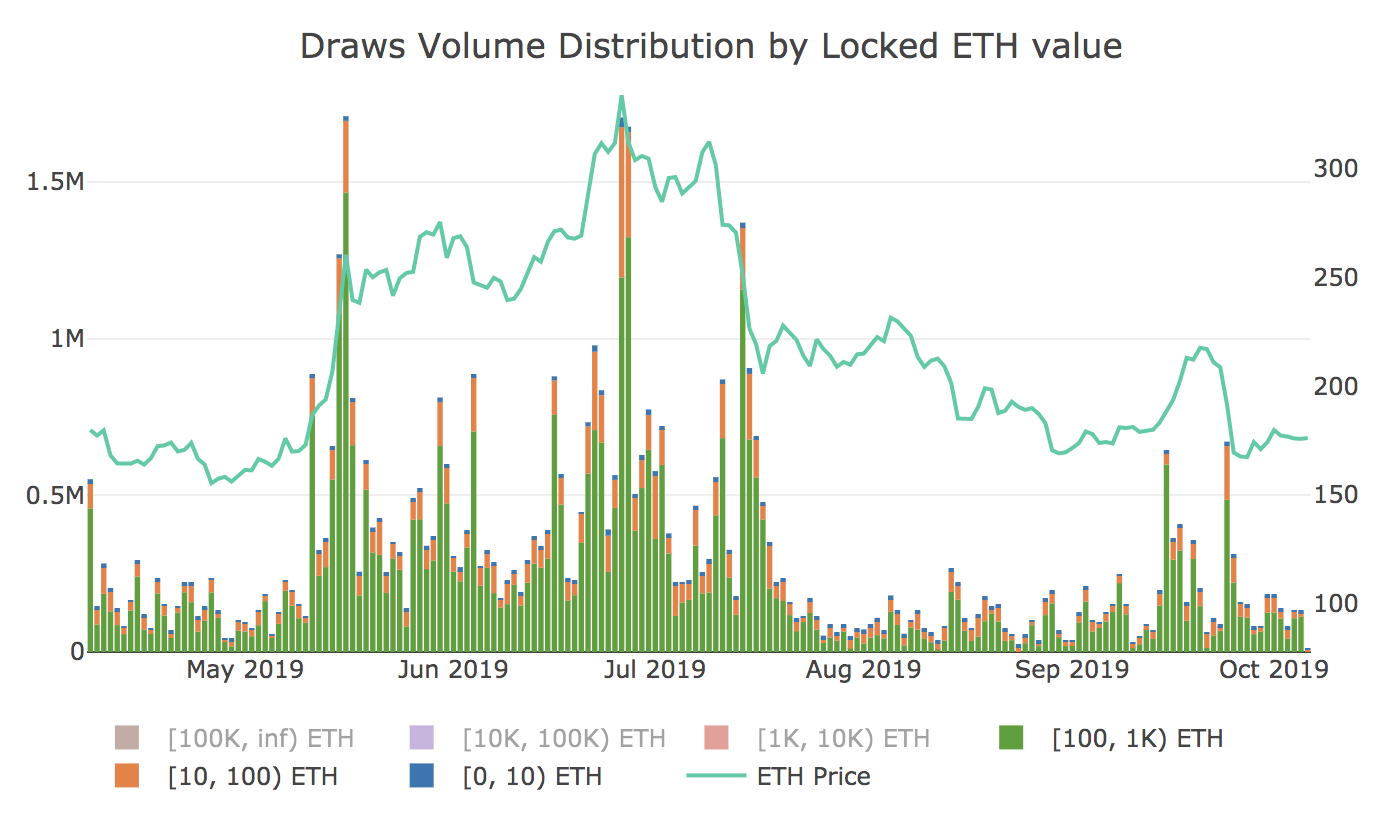 Draws Volume Distribution by Locked ETH value
1.5M
300
250
1M
200
0.5M
150
100
0
May 2019 Jun 2019 Jul 2019 Aug 2019 Sep 2019 Oct 2019
[100K, inf) ETH [10K, 100K) ETH [1K, 10K) ETH [100, 1K) ETH
[10, 100) ETH [0, 10) ETH ETH Price